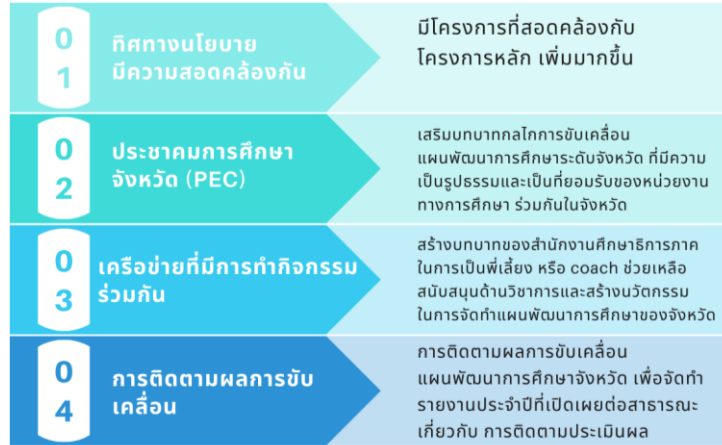 01
ทิศทางนโยบาย
มีความสอดคล้องกัน
มีโครงการที่สอดคล้องกับ
โครงการหลัก เพิ่มมากขึ้น
02
ประชาคมการศึกษา
จังหวัด (PEC)
เสริมบทบาทกลไกการขับเคลื่อน
แผนพัฒนาการศึกษาระดับจังหวัด ที่มีความ
เป็นรูปธรรมและเป็นที่ยอมรับของหน่วยงาน
ทางการศึกษา ร่วมกันในจังหวัด
03
เครือข่ายที่มีการทำกิจกรรม
ร่วมกัน
สร้างบทบาทของสำนักงานศึกษาธิการภาค
ในการเป็นพี่เลี้ยง หรือ coach ช่วยเหลือ
สนับสนุนด้านวิชาการและสร้างนวัตกรรม
ในการจัดทำแผนพัฒนาการศึกษาของจังหวัด
04
การติดตามผลการขับ
เคลื่อน
การติดตามผลการขับเคลื่อน
แผนพัฒนาการศึกษาจังหวัด เพื่อจัดทำ
รายงานประจำปีที่เปิดเผยต่อสาธารณะ
เกี่ยวกับ การติดตามประเมินผล